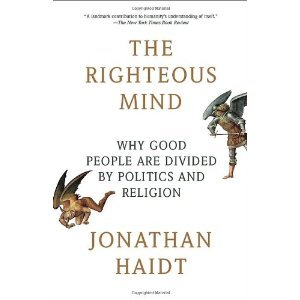 "A landmark contribution to humanity's understanding of itself."
—The New York Times Book Review
THE
RIGHTEOUS
MIND
WHY GOOD
PEOPLE ARE DIVIDED
BY POLITICS AND
RELIGION
JONATHAN
HAIDT